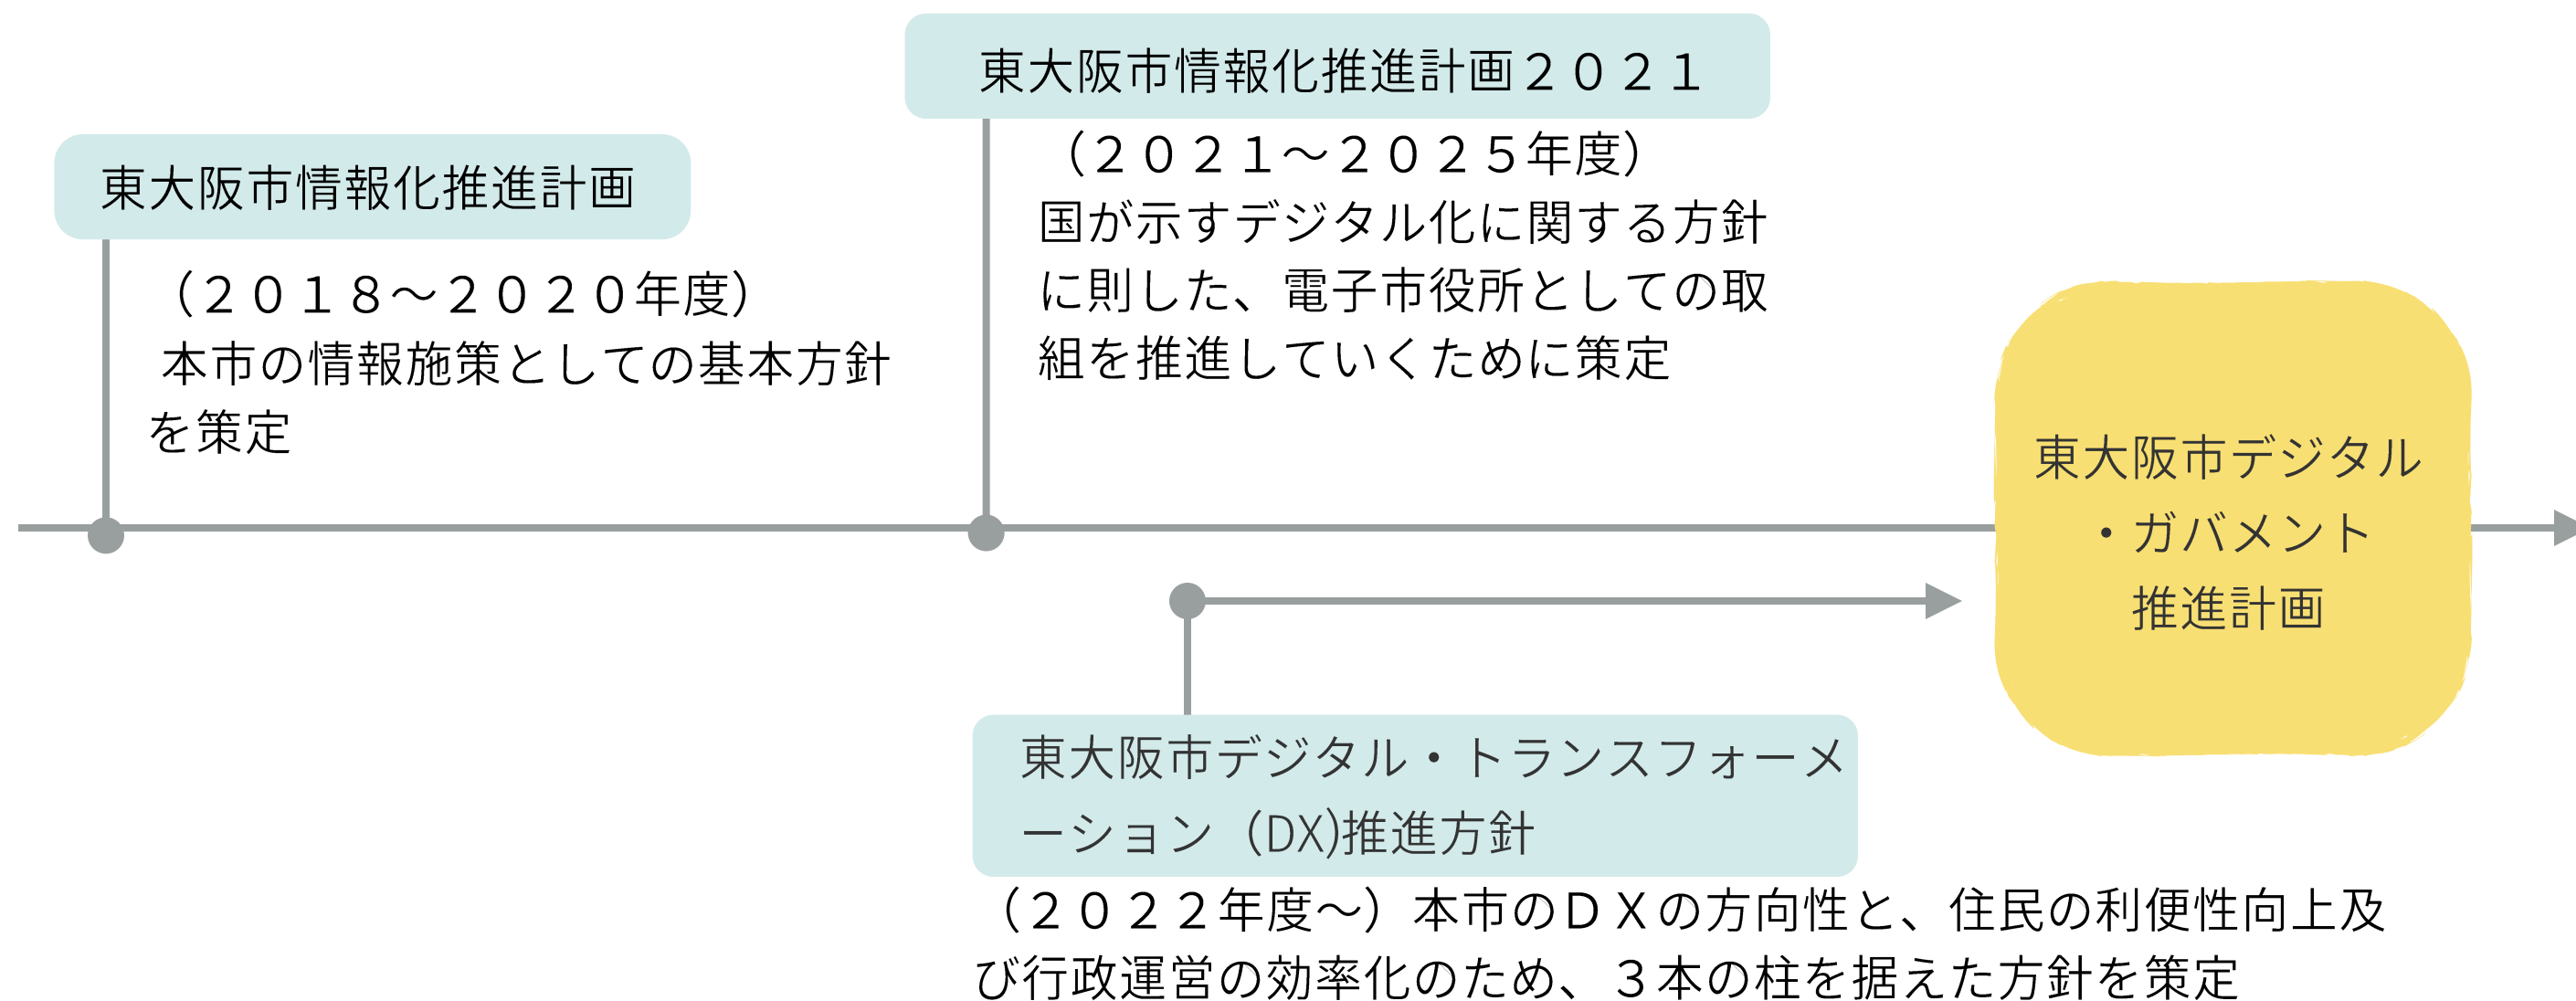 東大阪市情報化推進計画
（２０１８～２０２０年度）
本市の情報施策としての基本方針
を策定
東大阪市情報化推進計画２０２１
（２０２１～２０２５年度）
国が示すデジタル化に関する方針
に則した、電子市役所としての取
組を推進していくために策定
東大阪市デジタル
・ガバメント
推進計画
東大阪市デジタル・トランスフォーメ
ーション（DX)推進方針
（２０２２年度～）本市のＤＸの方向性と、住民の利便性向上及
び行政運営の効率化のため、３本の柱を据えた方針を策定